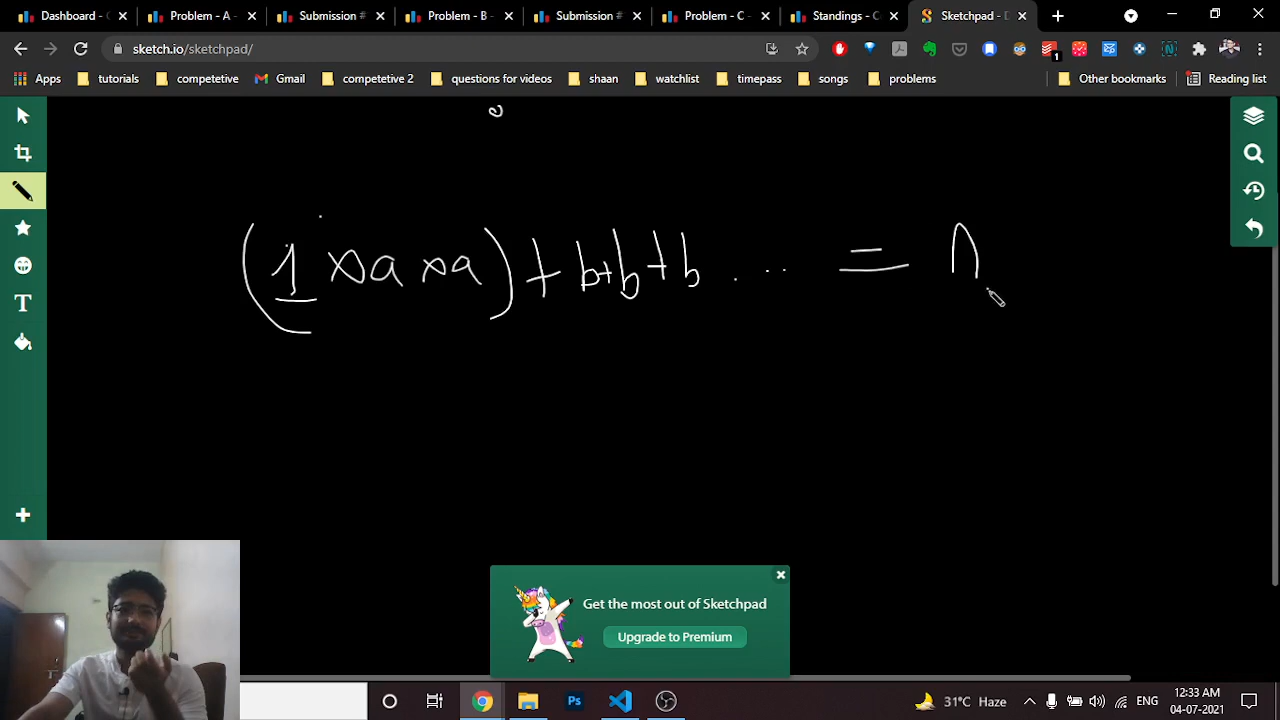 Dashboard - C
Problem - A -
Submission #
Problem - B -
Submission #
Problem - C -
Standings - C
Sketchpad - D
sketch.io/sketchpad/
1
Apps
tutorials
competetive
Gmail
competetive 2
questions for videos
shaan
watchlist
timepass
songs
problems
Other bookmarks
Reading list
T
(1 × a × a) + b + b + b ... = n
Get the most out of Sketchpad
Upgrade to Premium
Ps
31°C Haze
ENG
12:33 AM
04-07-2021